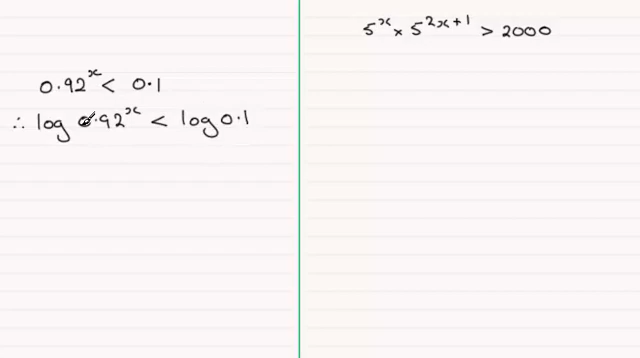 0.92^x < 0.1
∴ log 0.92^x < log 0.1
5^x × 5^{2x+1} > 2000